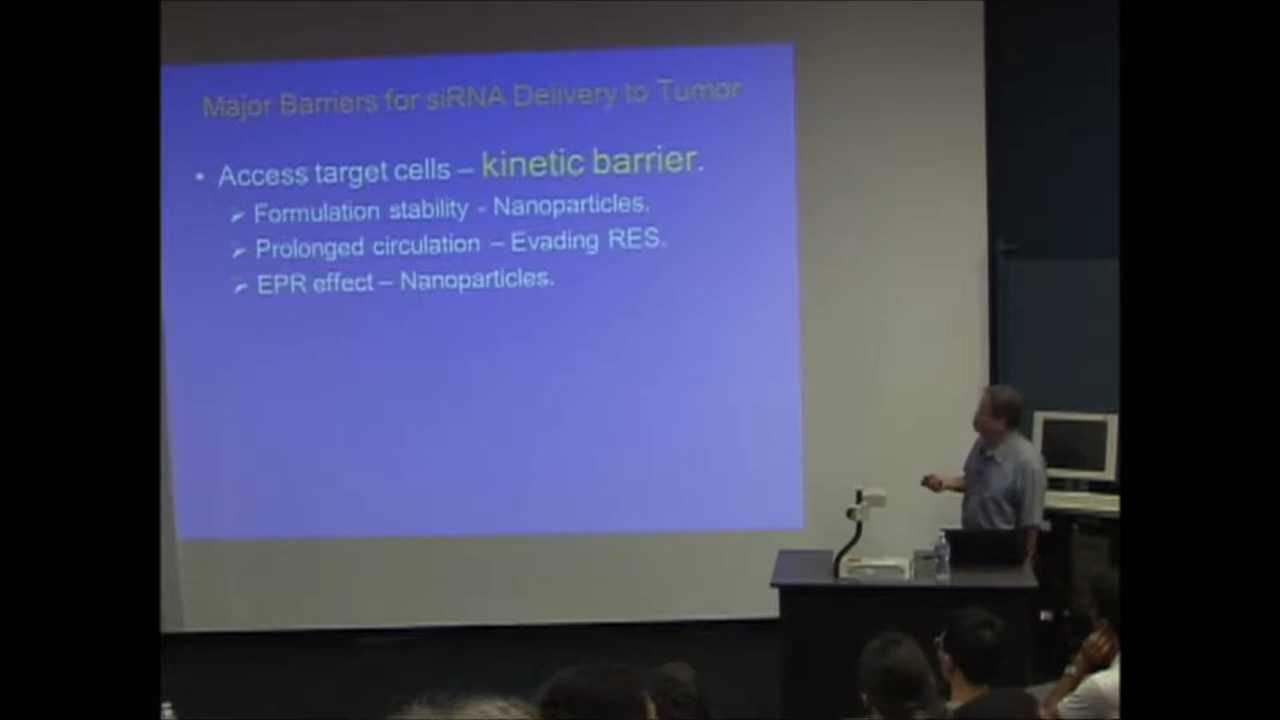 Major Barriers for siRNA Delivery to Tumor
• Access target cells – kinetic barrier.
➢ Formulation stability - Nanoparticles.
➢ Prolonged circulation – Evading RES.
➢ EPR effect – Nanoparticles.